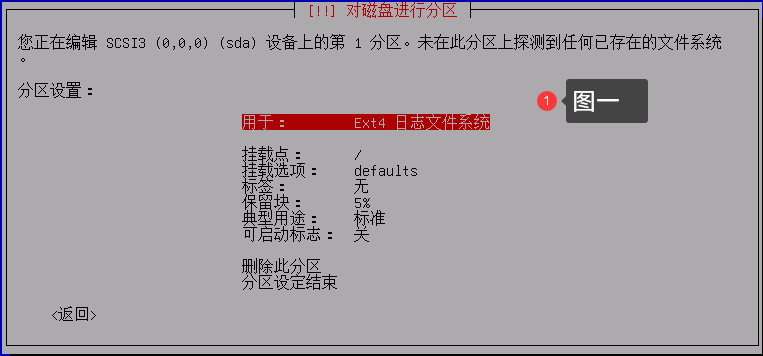 [!!] 对磁盘进行分区
您正在编辑 SCSI3 (0,0,0) (sda) 设备上的第 1 分区。未在此分区上探测到任何已存在的文件系统
。
分区设置：
1 图一
用于： Ext4 日志文件系统
挂载点： /
挂载选项： defaults
标签： 无
保留块： 5%
典型用途： 标准
可启动标志： 关
删除此分区
分区设定结束
<返回>